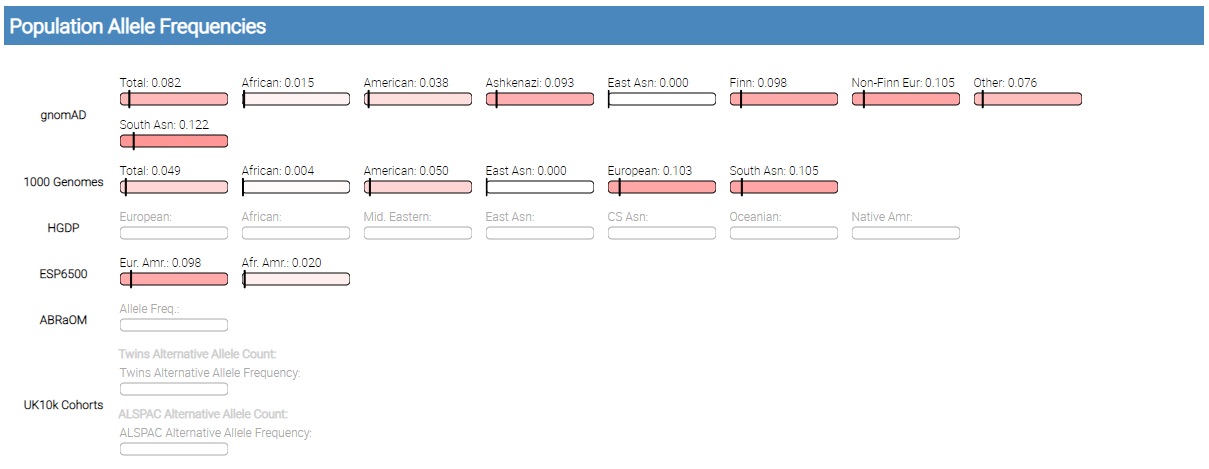 Population Allele Frequencies
Total: 0.082 African: 0.015 American: 0.038 Ashkenazi: 0.093 East Asn: 0.000 Finn: 0.098 Non-Finn Eur: 0.105 Other: 0.076
gnomAD
South Asn: 0.122
Total: 0.049 African: 0.004 American: 0.050 East Asn: 0.000 European: 0.103 South Asn: 0.105
1000 Genomes
European: African: Mid. Eastern: East Asn: CS Asn: Oceanian: Native Amr:
HGDP
Eur. Amr.: 0.098 Afr. Amr.: 0.020
ESP6500
Allele Freq.:
ABRaOM
Twins Alternative Allele Count:
Twins Alternative Allele Frequency:
UK10k Cohorts
ALSPAC Alternative Allele Count:
ALSPAC Alternative Allele Frequency: